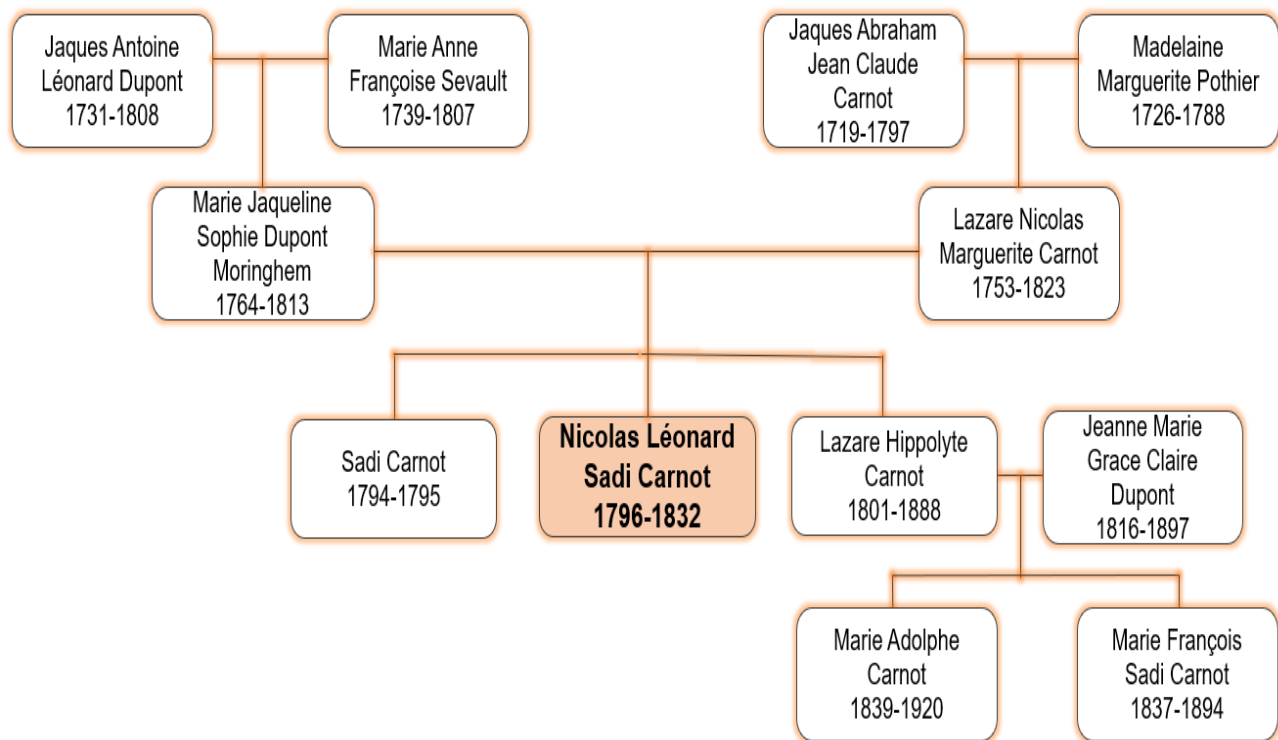 Jaques Antoine
Léonard Dupont
1731-1808
Marie Anne
Françoise Sevault
1739-1807
Jaques Abraham
Jean Claude
Carnot
1719-1797
Madelaine
Marguerite Pothier
1726-1788
Marie Jaqueline
Sophie Dupont
Moringhem
1764-1813
Lazare Nicolas
Marguerite Carnot
1753-1823
Sadi Carnot
1794-1795
Nicolas Léonard
Sadi Carnot
1796-1832
Lazare Hippolyte
Carnot
1801-1888
Jeanne Marie
Grace Claire
Dupont
1816-1897
Marie Adolphe
Carnot
1839-1920
Marie François
Sadi Carnot
1837-1894